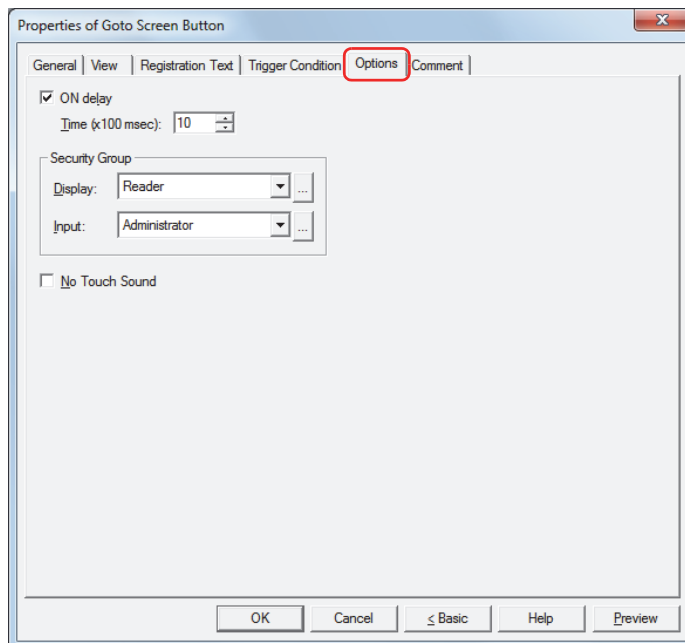 Properties of Goto Screen Button
x
General View Registration Text Trigger Condition Options Comment
ON delay
Time (x100 msec): 10
Security Group
Display: Reader ...
Input: Administrator ...
No Touch Sound
OK Cancel < Basic Help Preview